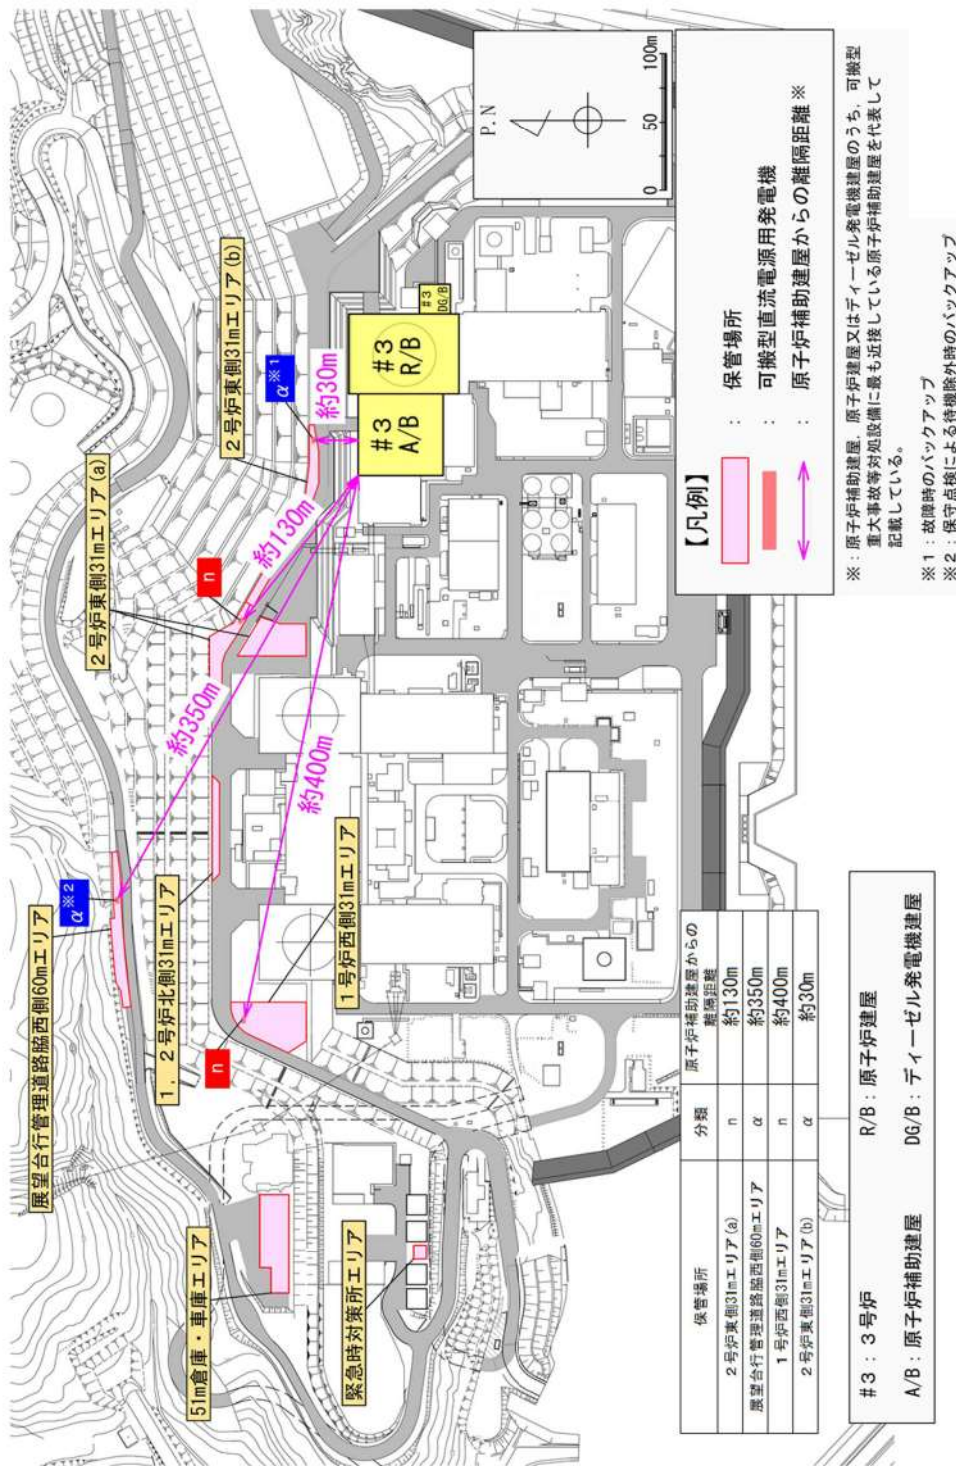 展望台行管理道路脇西側60mエリア
α※2
1，2号炉北側31mエリア
2号炉東側31mエリア(a)
n
2号炉東側31mエリア(b)
α※1
51m倉庫・車庫エリア
緊急時対策所エリア
n
1号炉西側31mエリア
約350m
約400m
約130m
約30m
#3
A/B
#3
R/B
#3
DG/B
P.N
0 50 100m
【凡例】
： 保管場所
： 可搬型直流電源用発電機
： 原子炉補助建屋からの離隔距離※
※：原子炉補助建屋，原子炉建屋又はディーゼル発電機建屋のうち，可搬型
重大事故等対処設備に最も近接している原子炉補助建屋を代表して
記載している。
※1：故障時のバックアップ
※2：保守点検による待機除外時のバックアップ
保管場所 分類 原子炉補助建屋からの
離隔距離
2号炉東側31mエリア(a) n 約130m
展望台行管理道路脇西側60mエリア α 約350m
1号炉西側31mエリア n 約400m
2号炉東側31mエリア(b) α 約30m
#3：3号炉 R/B：原子炉建屋
A/B：原子炉補助建屋 DG/B：ディーゼル発電機建屋